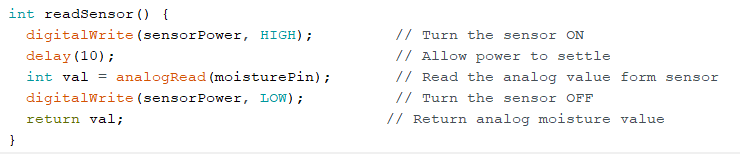 int readSensor() {
  digitalWrite(sensorPower, HIGH);          // Turn the sensor ON
  delay(10);                                // Allow power to settle
  int val = analogRead(moisturePin);        // Read the analog value form sensor
  digitalWrite(sensorPower, LOW);           // Turn the sensor OFF
  return val;                              // Return analog moisture value
}